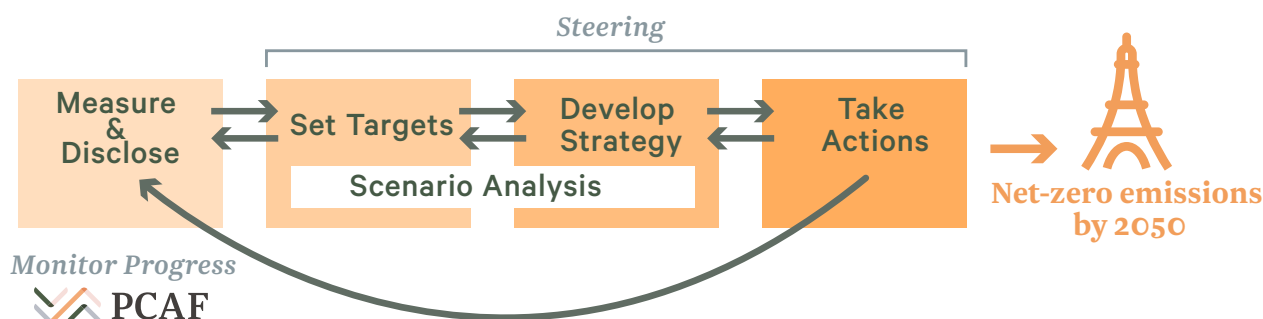 Steering
Measure
&
Disclose
Set Targets
Develop
Strategy
Take
Actions
Scenario Analysis
Net-zero emissions
by 2050
Monitor Progress
PCAF